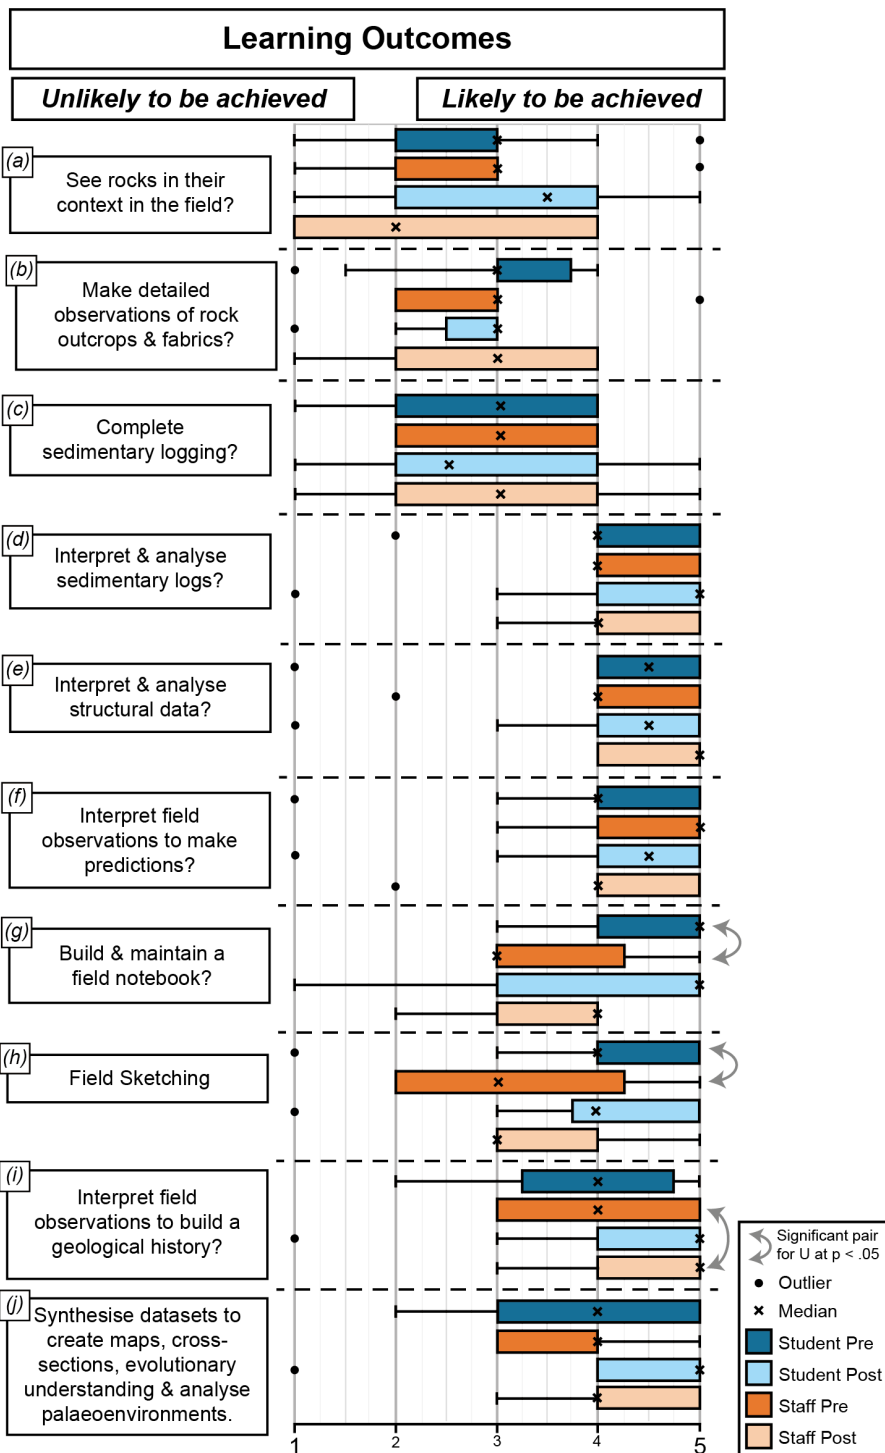 Learning Outcomes
Unlikely to be achieved
Likely to be achieved
(a)
See rocks in their
context in the field?
(b)
Make detailed
observations of rock
outcrops & fabrics?
(c)
Complete
sedimentary logging?
(d)
Interpret & analyse
sedimentary logs?
(e)
Interpret & analyse
structural data?
(f)
Interpret field
observations to make
predictions?
(g)
Build & maintain a
field notebook?
(h)
Field Sketching
(i)
Interpret field
observations to build a
geological history?
(j)
Synthesise datasets to
create maps, cross-
sections, evolutionary
understanding & analyse
palaeoenvironments.
1 2 3 4 5
Significant pair
for U at p < .05
Outlier
Median
Student Pre
Student Post
Staff Pre
Staff Post